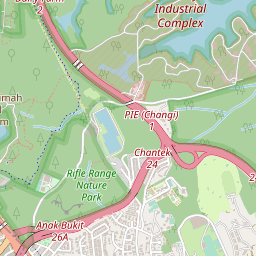 Industrial
Complex
PIE (Changi)
1
Chantek
24
Rifle Range
Nature
Park
Anak Bukit
26A